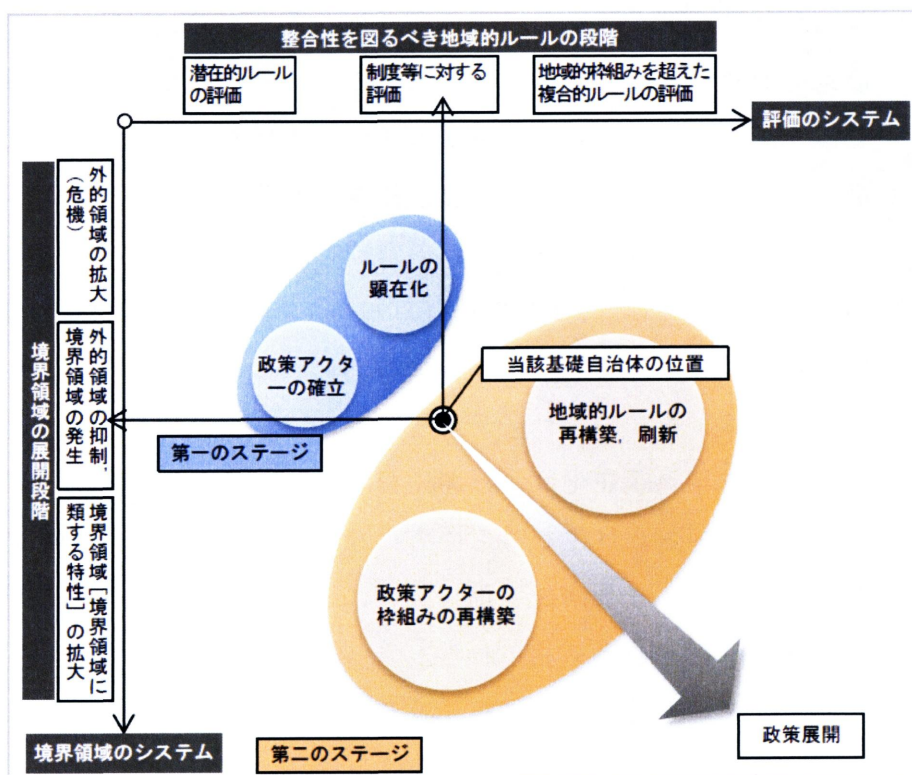 整合性を図るべき地域的ルールの段階
潜在的ルール
の評価
制度等に対する
評価
地域的枠組みを超えた
複合的ルールの評価
評価のシステム
境界領域の展開段階
外的領域の拡大
（危機）
外的領域の抑制，
境界領域の発生
境界領域［境界領域に
類する特性］の拡大
ルールの
顕在化
政策アクタ
ーの確立
当該基礎自治体の位置
地域的ルールの
再構築，刷新
第一のステージ
政策アクターの
枠組みの再構築
政策展開
境界領域のシステム
第二のステージ